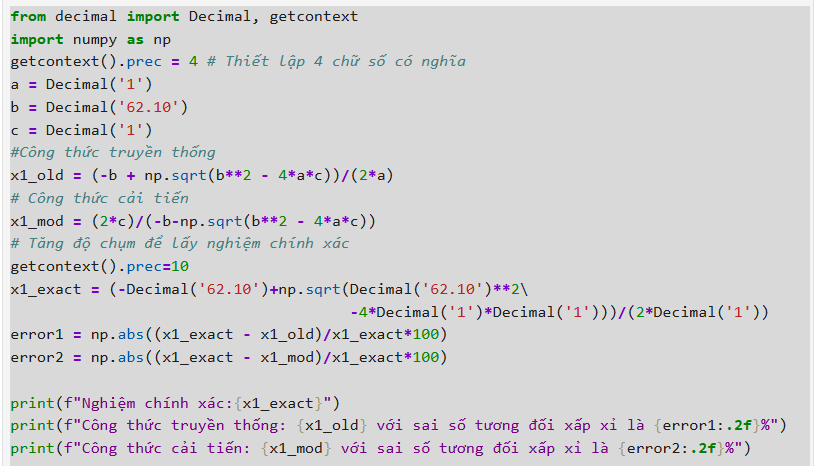 from decimal import Decimal, getcontext
import numpy as np
getcontext().prec = 4 # Thiết lập 4 chữ số có nghĩa
a = Decimal('1')
b = Decimal('62.10')
c = Decimal('1')
#Công thức truyền thống
x1_old = (-b + np.sqrt(b**2 - 4*a*c))/(2*a)
# Công thức cải tiến
x1_mod = (2*c)/(-b-np.sqrt(b**2 - 4*a*c))
# Tăng độ chụm để lấy nghiệm chính xác
getcontext().prec=10
x1_exact = (-Decimal('62.10')+np.sqrt(Decimal('62.10')**2\
-4*Decimal('1')*Decimal('1')))/(2*Decimal('1'))
error1 = np.abs((x1_exact - x1_old)/x1_exact*100)
error2 = np.abs((x1_exact - x1_mod)/x1_exact*100)
print(f"Nghiệm chính xác:{x1_exact}")
print(f"Công thức truyền thống: {x1_old} với sai số tương đối xấp xỉ là {error1:.2f}%")
print(f"Công thức cải tiến: {x1_mod} với sai số tương đối xấp xỉ là {error2:.2f}%")